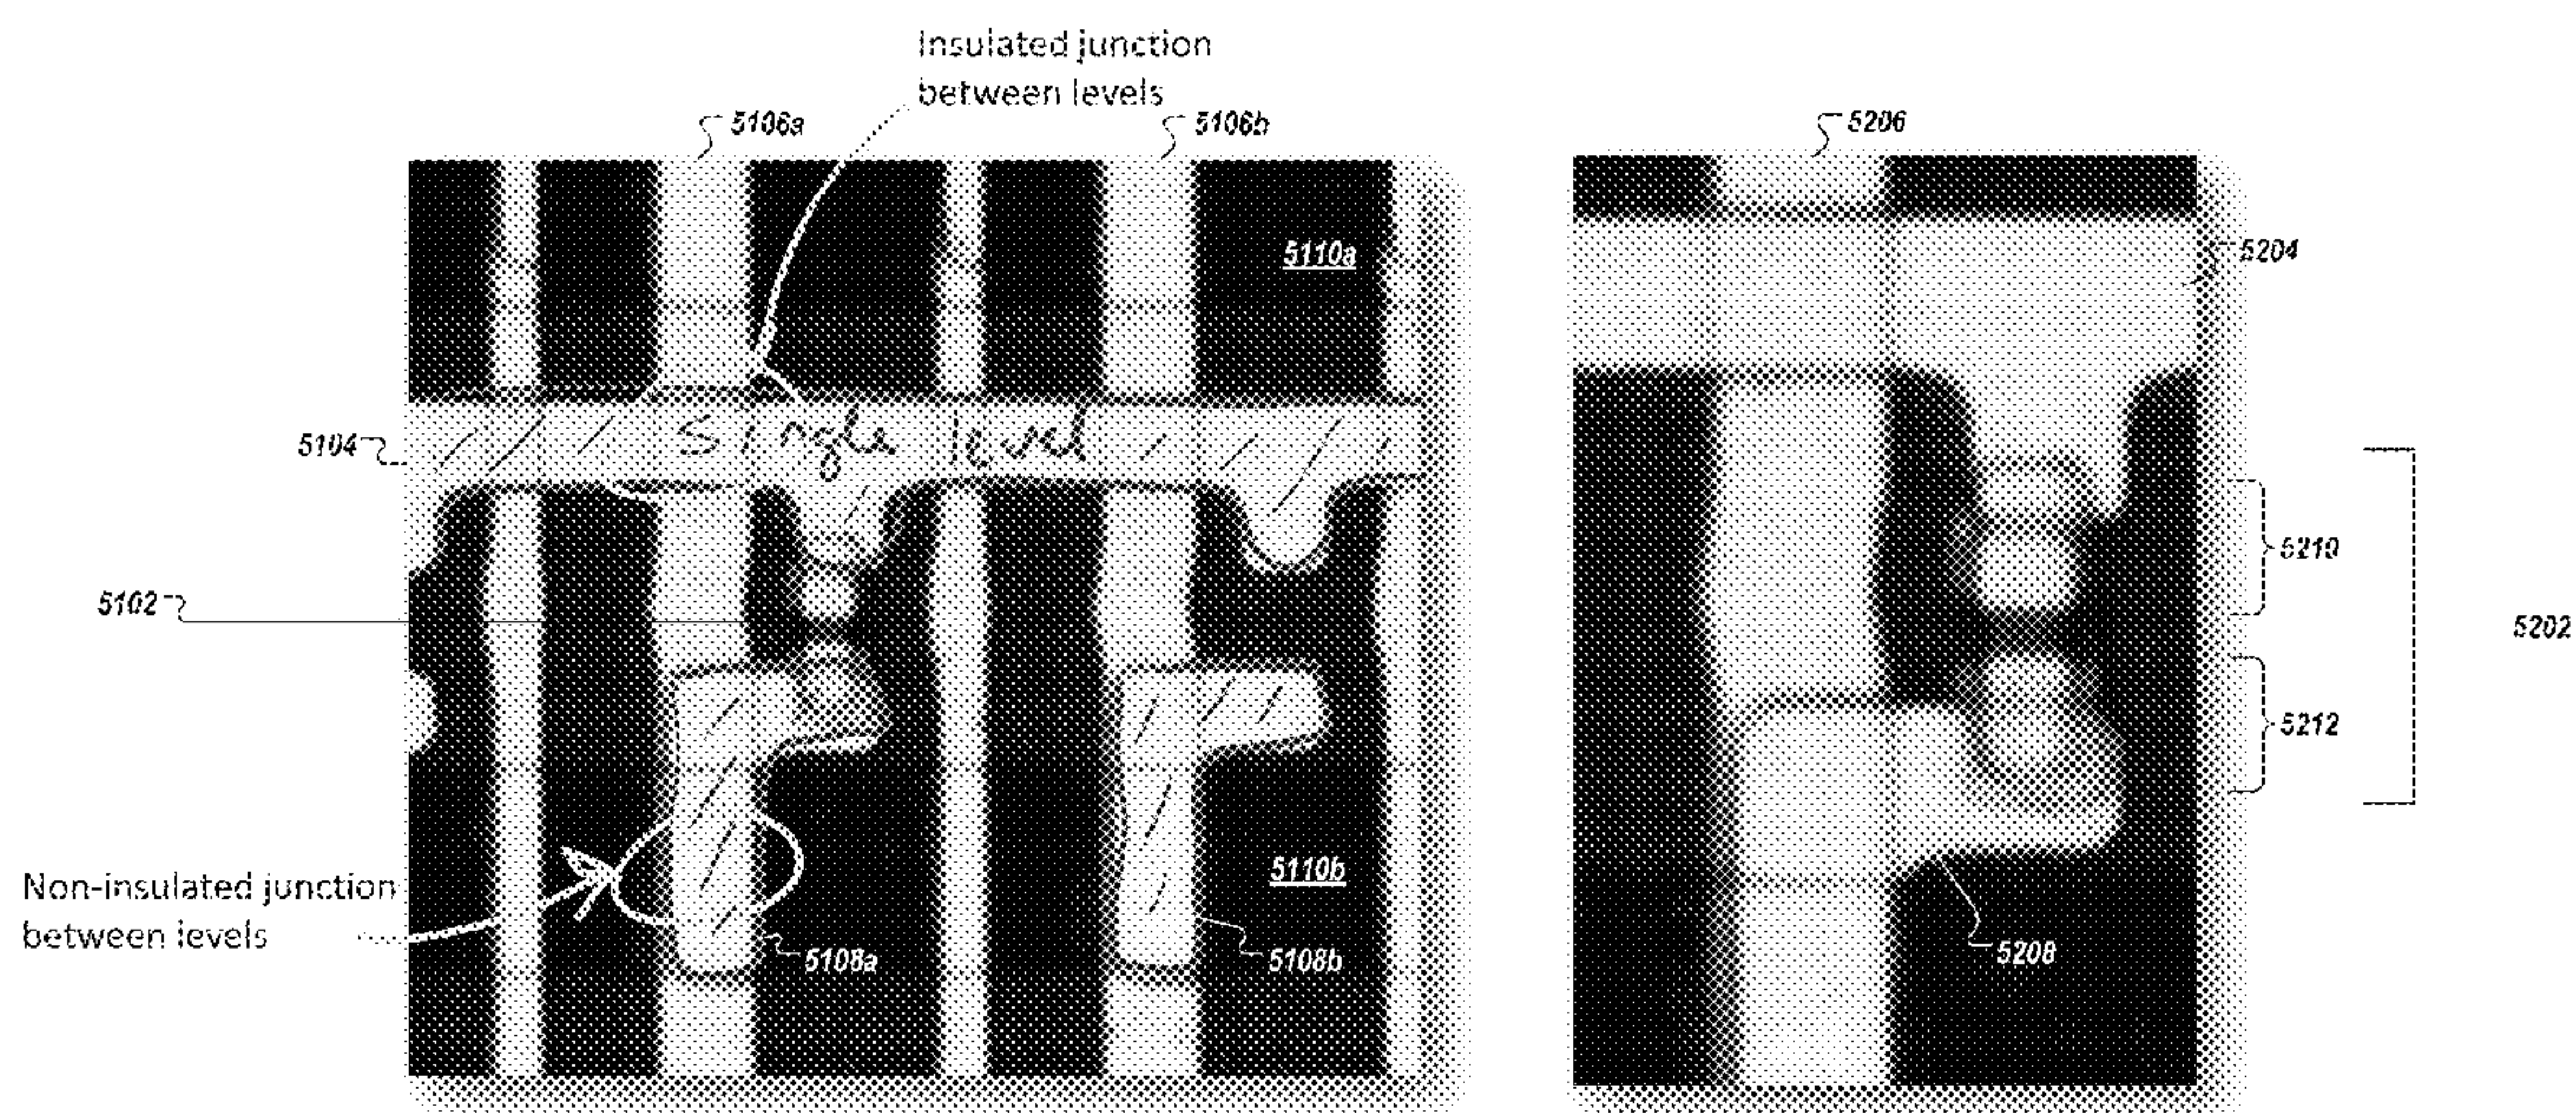 Insulated junction
between levels
5106a
5106b
5206
5110a
5204
5104
Single level
5210
5102
5202
5212
5110b
Non-insulated junction
between levels
5108a
5108b
5208